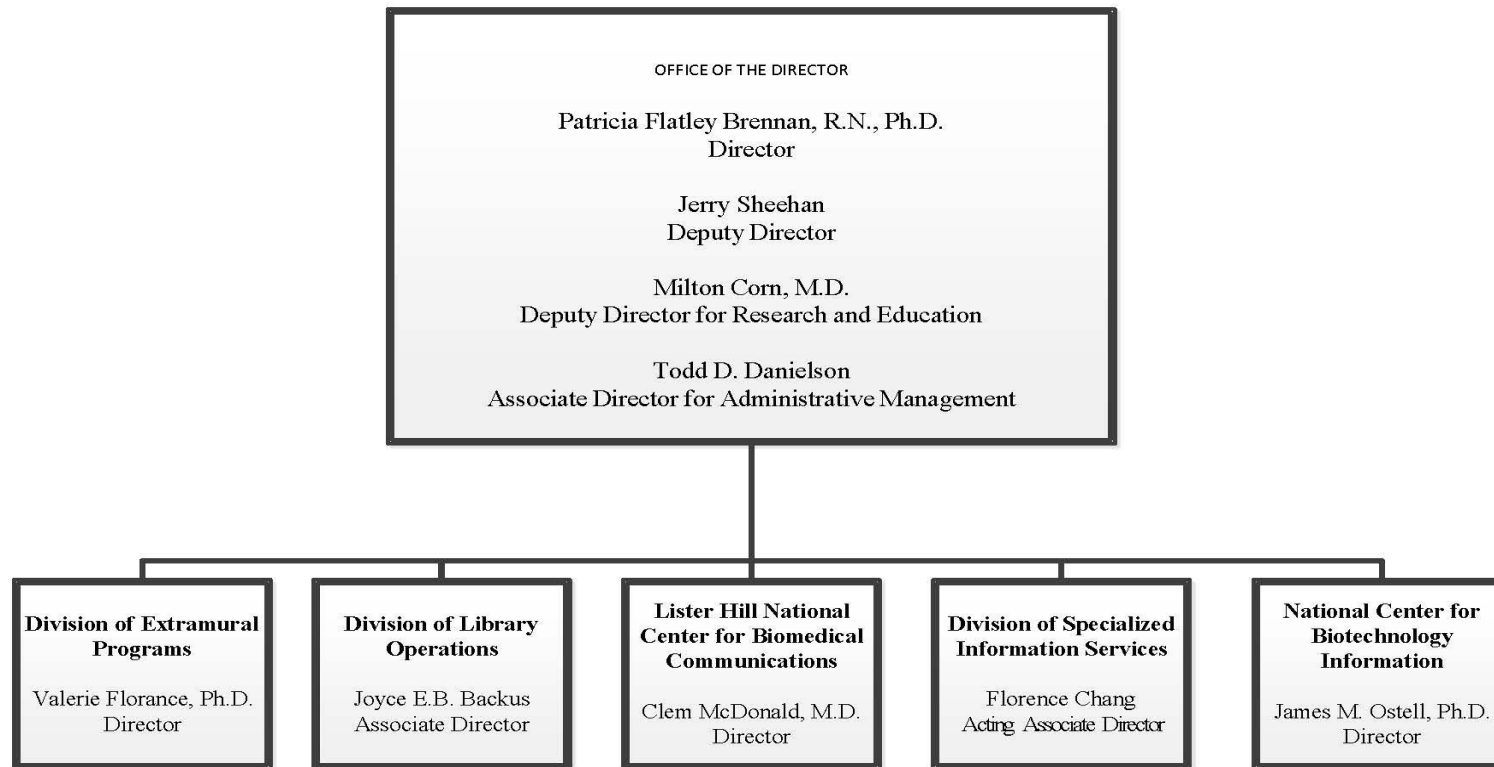 OFFICE OF THE DIRECTOR
Patricia Flatley Brennan, R.N., Ph.D.
Director
Jerry Sheehan
Deputy Director
Milton Corn, M.D.
Deputy Director for Research and Education
Todd D. Danielson
Associate Director for Administrative Management
Division of Extramural
Programs
Valerie Florance, Ph.D.
Director
Division of Library
Operations
Joyce E.B. Backus
Associate Director
Lister Hill National
Center for Biomedical
Communications
Clem McDonald, M.D.
Director
Division of Specialized
Information Services
Florence Chang
Acting Associate Director
National Center for
Biotechnology
Information
James M. Ostell, Ph.D.
Director